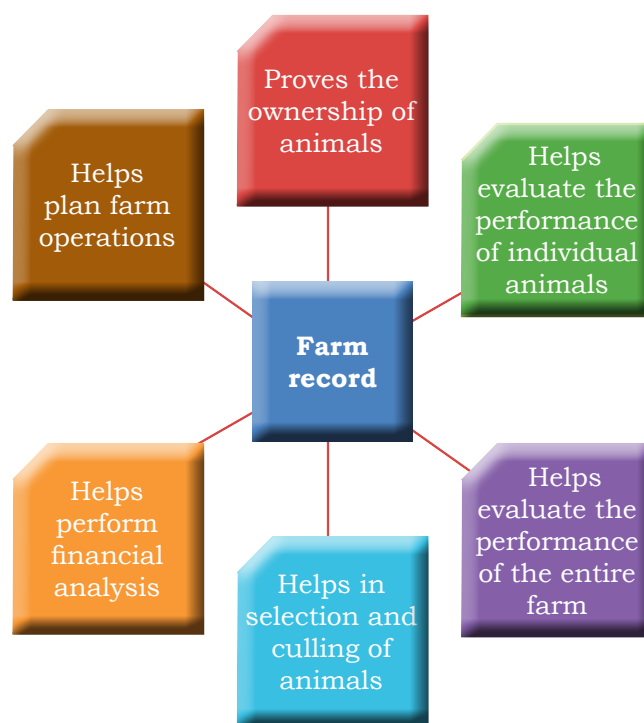 Proves the
ownership of
animals
Helps
plan farm
operations
Helps
evaluate the
performance
of individual
animals
Farm
record
Helps
perform
financial
analysis
Helps
evaluate the
performance
of the entire
farm
Helps in
selection and
culling of
animals